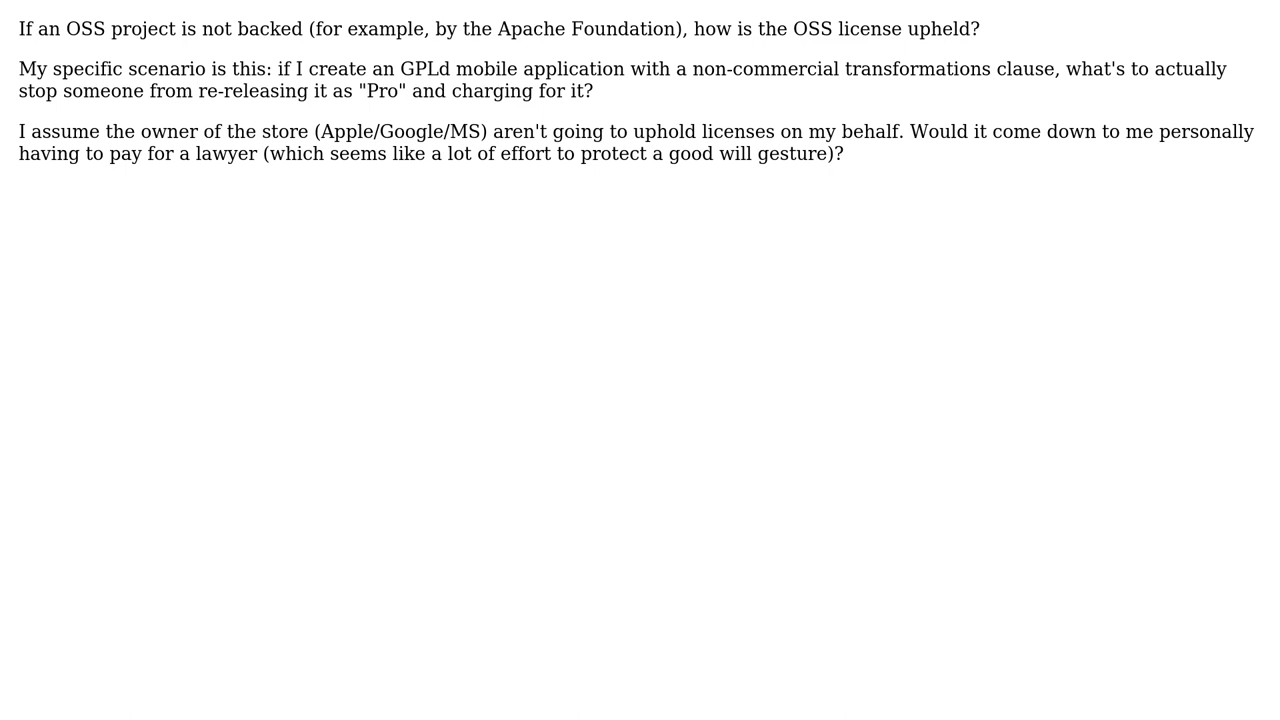 If an OSS project is not backed (for example, by the Apache Foundation), how is the OSS license upheld?
My specific scenario is this: if I create an GPLd mobile application with a non-commercial transformations clause, what's to actually
stop someone from re-releasing it as "Pro" and charging for it?
I assume the owner of the store (Apple/Google/MS) aren't going to uphold licenses on my behalf. Would it come down to me personally
having to pay for a lawyer (which seems like a lot of effort to protect a good will gesture)?